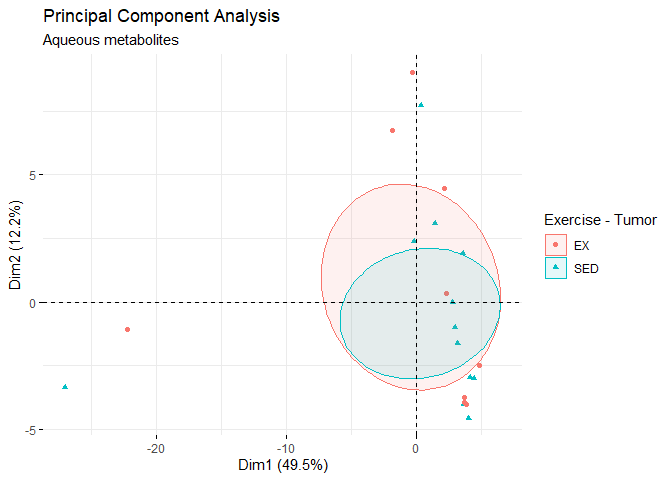 Principal Component Analysis
Aqueous metabolites
5
0
-5
-20
-10
0
Dim2 (12.2%)
Dim1 (49.5%)
Exercise - Tumor
EX
SED